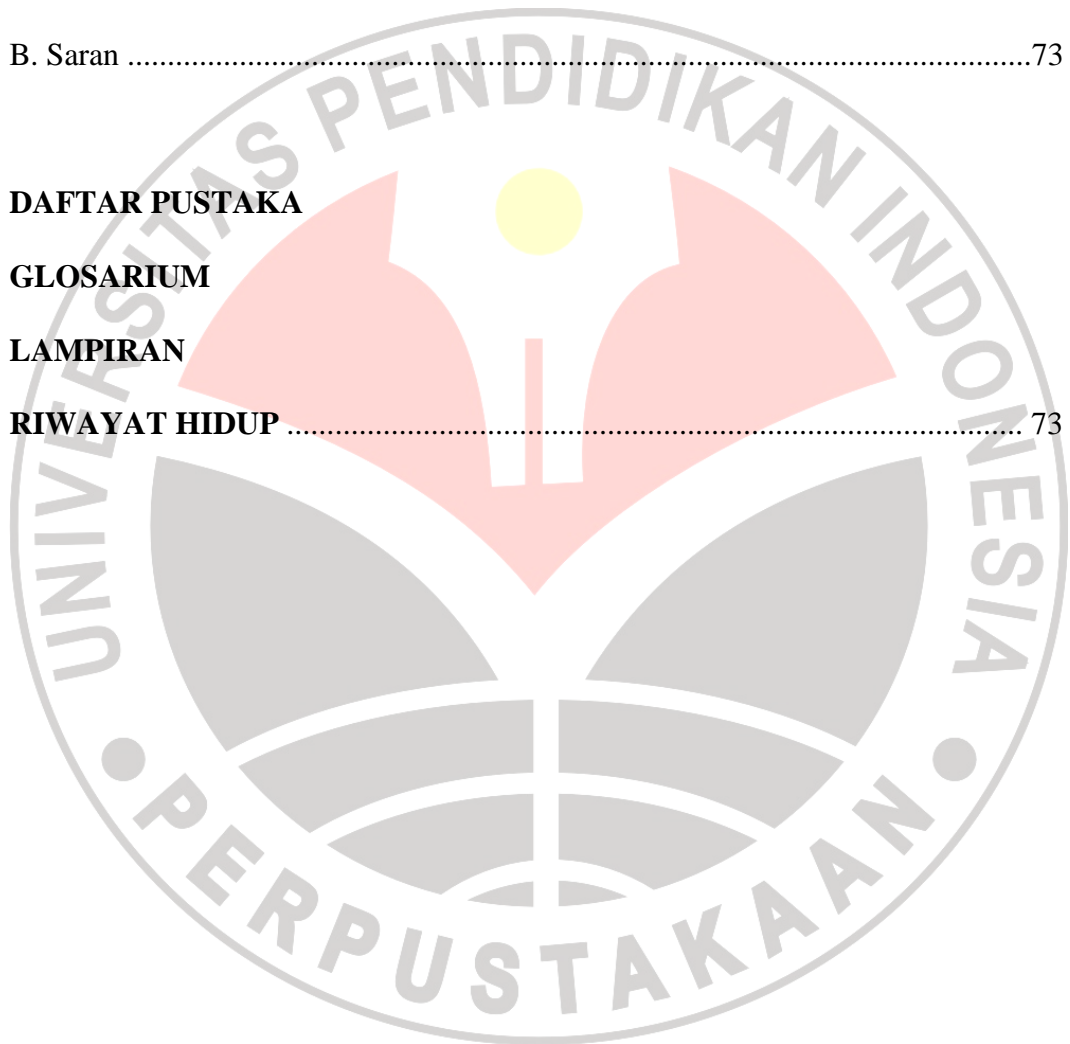 B. Saran .................................................................................................................73
DAFTAR PUSTAKA
GLOSARIUM
LAMPIRAN
RIWAYAT HIDUP ............................................................................................ 73
UNIVERSITAS PENDIDIKAN INDONESIA
PERPUSTAKAAN